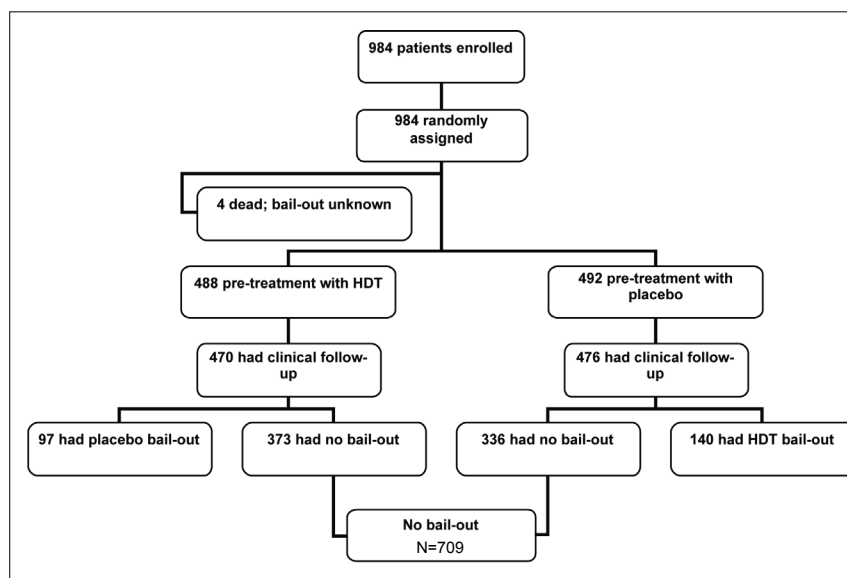 984 patients enrolled
984 randomly
assigned
4 dead; bail-out unknown
488 pre-treatment with HDT
492 pre-treatment with
placebo
470 had clinical follow-
up
476 had clinical follow-
up
97 had placebo bail-out
373 had no bail-out
336 had no bail-out
140 had HDT bail-out
No bail-out
N=709